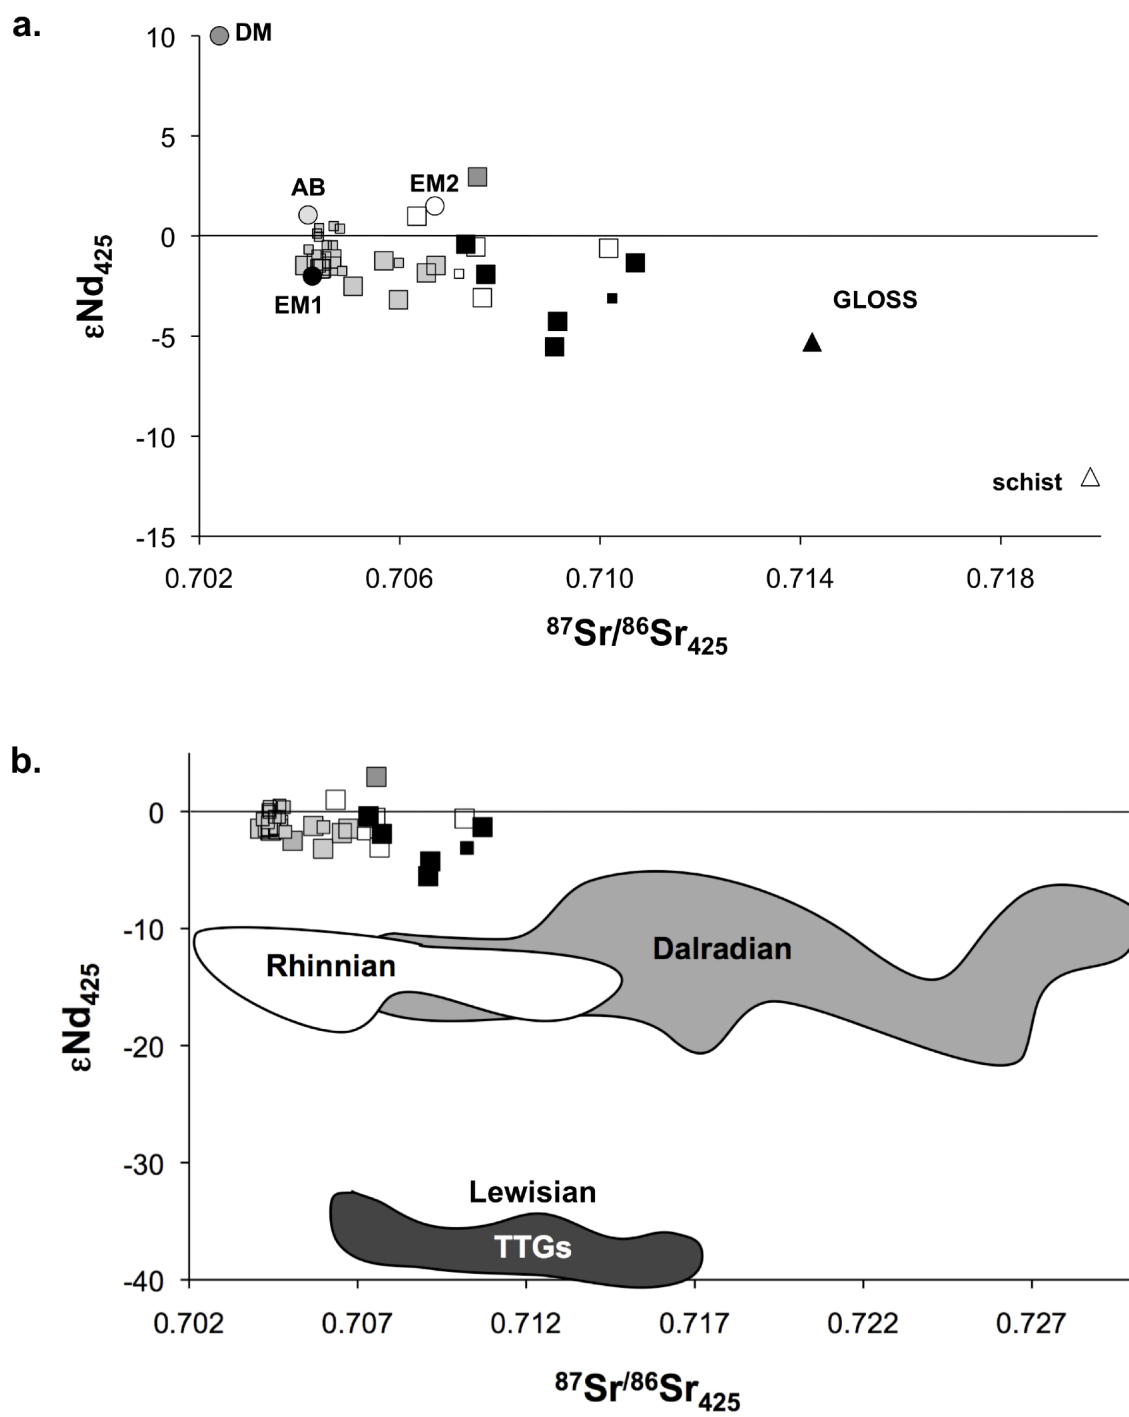 a.
10
DM
5
AB
EM2
0
EM1
GLOSS
-5
-10
schist
-15
εNd425
0.702 0.706 0.710 0.714 0.718
87Sr/86Sr425
b.
0
-10
Dalradian
Rhinnian
-20
εNd425
-30
Lewisian
TTGs
-40
0.702 0.707 0.712 0.717 0.722 0.727
87Sr/86Sr425